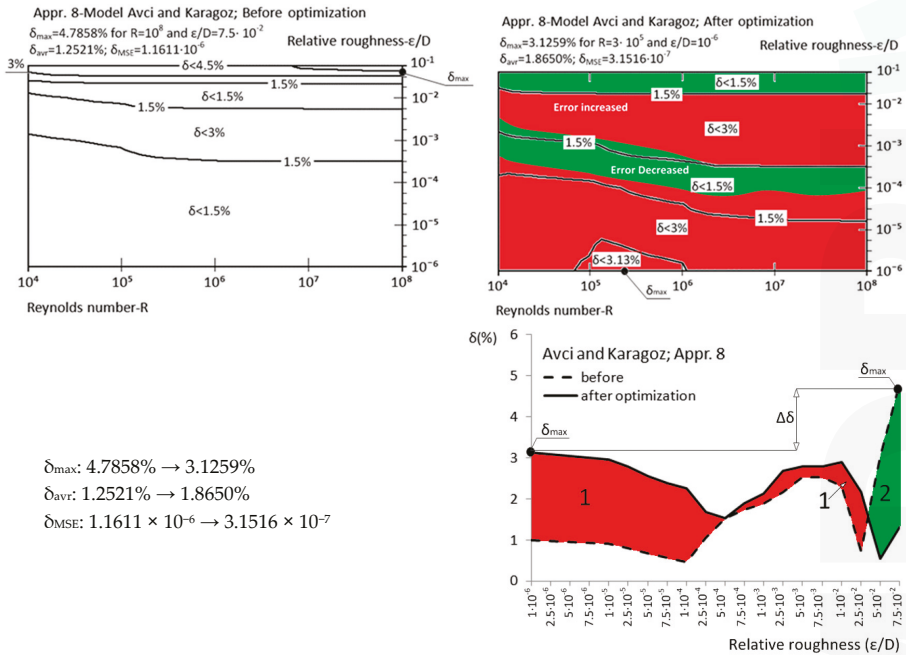 Appr. 8-Model Avci and Karagoz; Before optimization
δmax=4.7858% for R=10⁸ and ε/D=7.5· 10⁻²
δavr=1.2521%; δMSE=1.1611·10⁻⁶
Relative roughness-ε/D
3%
δ<4.5%
10⁻¹
δmax
1.5%
δ<1.5%
10⁻²
1.5%
δ<3%
10⁻³
1.5%
10⁻⁴
δ<1.5%
10⁻⁵
10⁻⁶
10⁴ 10⁵ 10⁶ 10⁷ 10⁸
Reynolds number-R
Appr. 8-Model Avci and Karagoz; After optimization
δmax=3.1259% for R=3· 10⁵ and ε/D=10⁻⁶
δavr=1.8650%; δMSE=3.1516·10⁻⁷
Relative roughness-ε/D
δ<1.5%
10⁻¹
1.5%
1.5%
10⁻²
Error increased
δ<3%
10⁻³
1.5%
1.5%
Error Decreased
δ<1.5%
10⁻⁴
1.5%
δ<3%
10⁻⁵
δ<3.13%
10⁻⁶
10⁴ 10⁵ 10⁶ 10⁷ 10⁸
δmax
Reynolds number-R
δmax: 4.7858% → 3.1259%
δavr: 1.2521% → 1.8650%
δMSE: 1.1611 × 10⁻⁶ → 3.1516 × 10⁻⁷
δ(%)
6
5
4
3
2
1
0
Avci and Karagoz; Appr. 8
before
after optimization
δmax
δmax
Δδ
1
1
2
1·10⁻⁶
2.5·10⁻⁶
5·10⁻⁶
7.5·10⁻⁶
1·10⁻⁵
2.5·10⁻⁵
5·10⁻⁵
7.5·10⁻⁵
1·10⁻⁴
2.5·10⁻⁴
5·10⁻⁴
7.5·10⁻⁴
1·10⁻³
2.5·10⁻³
5·10⁻³
7.5·10⁻³
1·10⁻²
2.5·10⁻²
5·10⁻²
7.5·10⁻²
Relative roughness (ε/D)